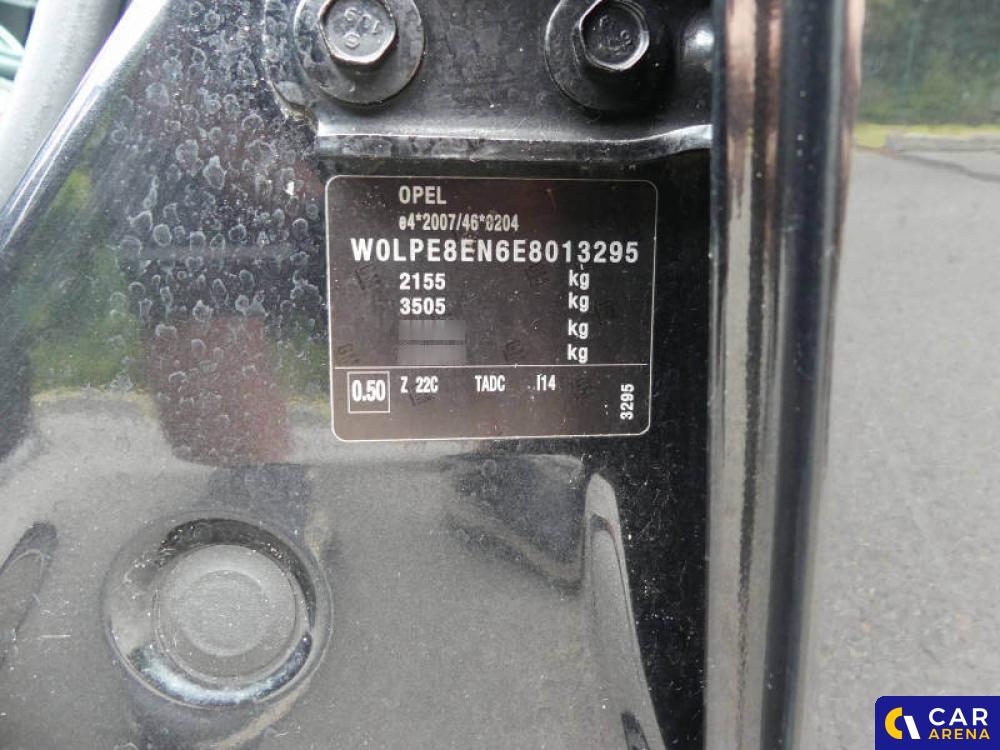 OPEL
e4*2007/46*0204
W0LPE8EN6E8013295
2155 kg
3505 kg
kg
kg
0.50 Z 22C TADC I14
3295
CAR
ARENA